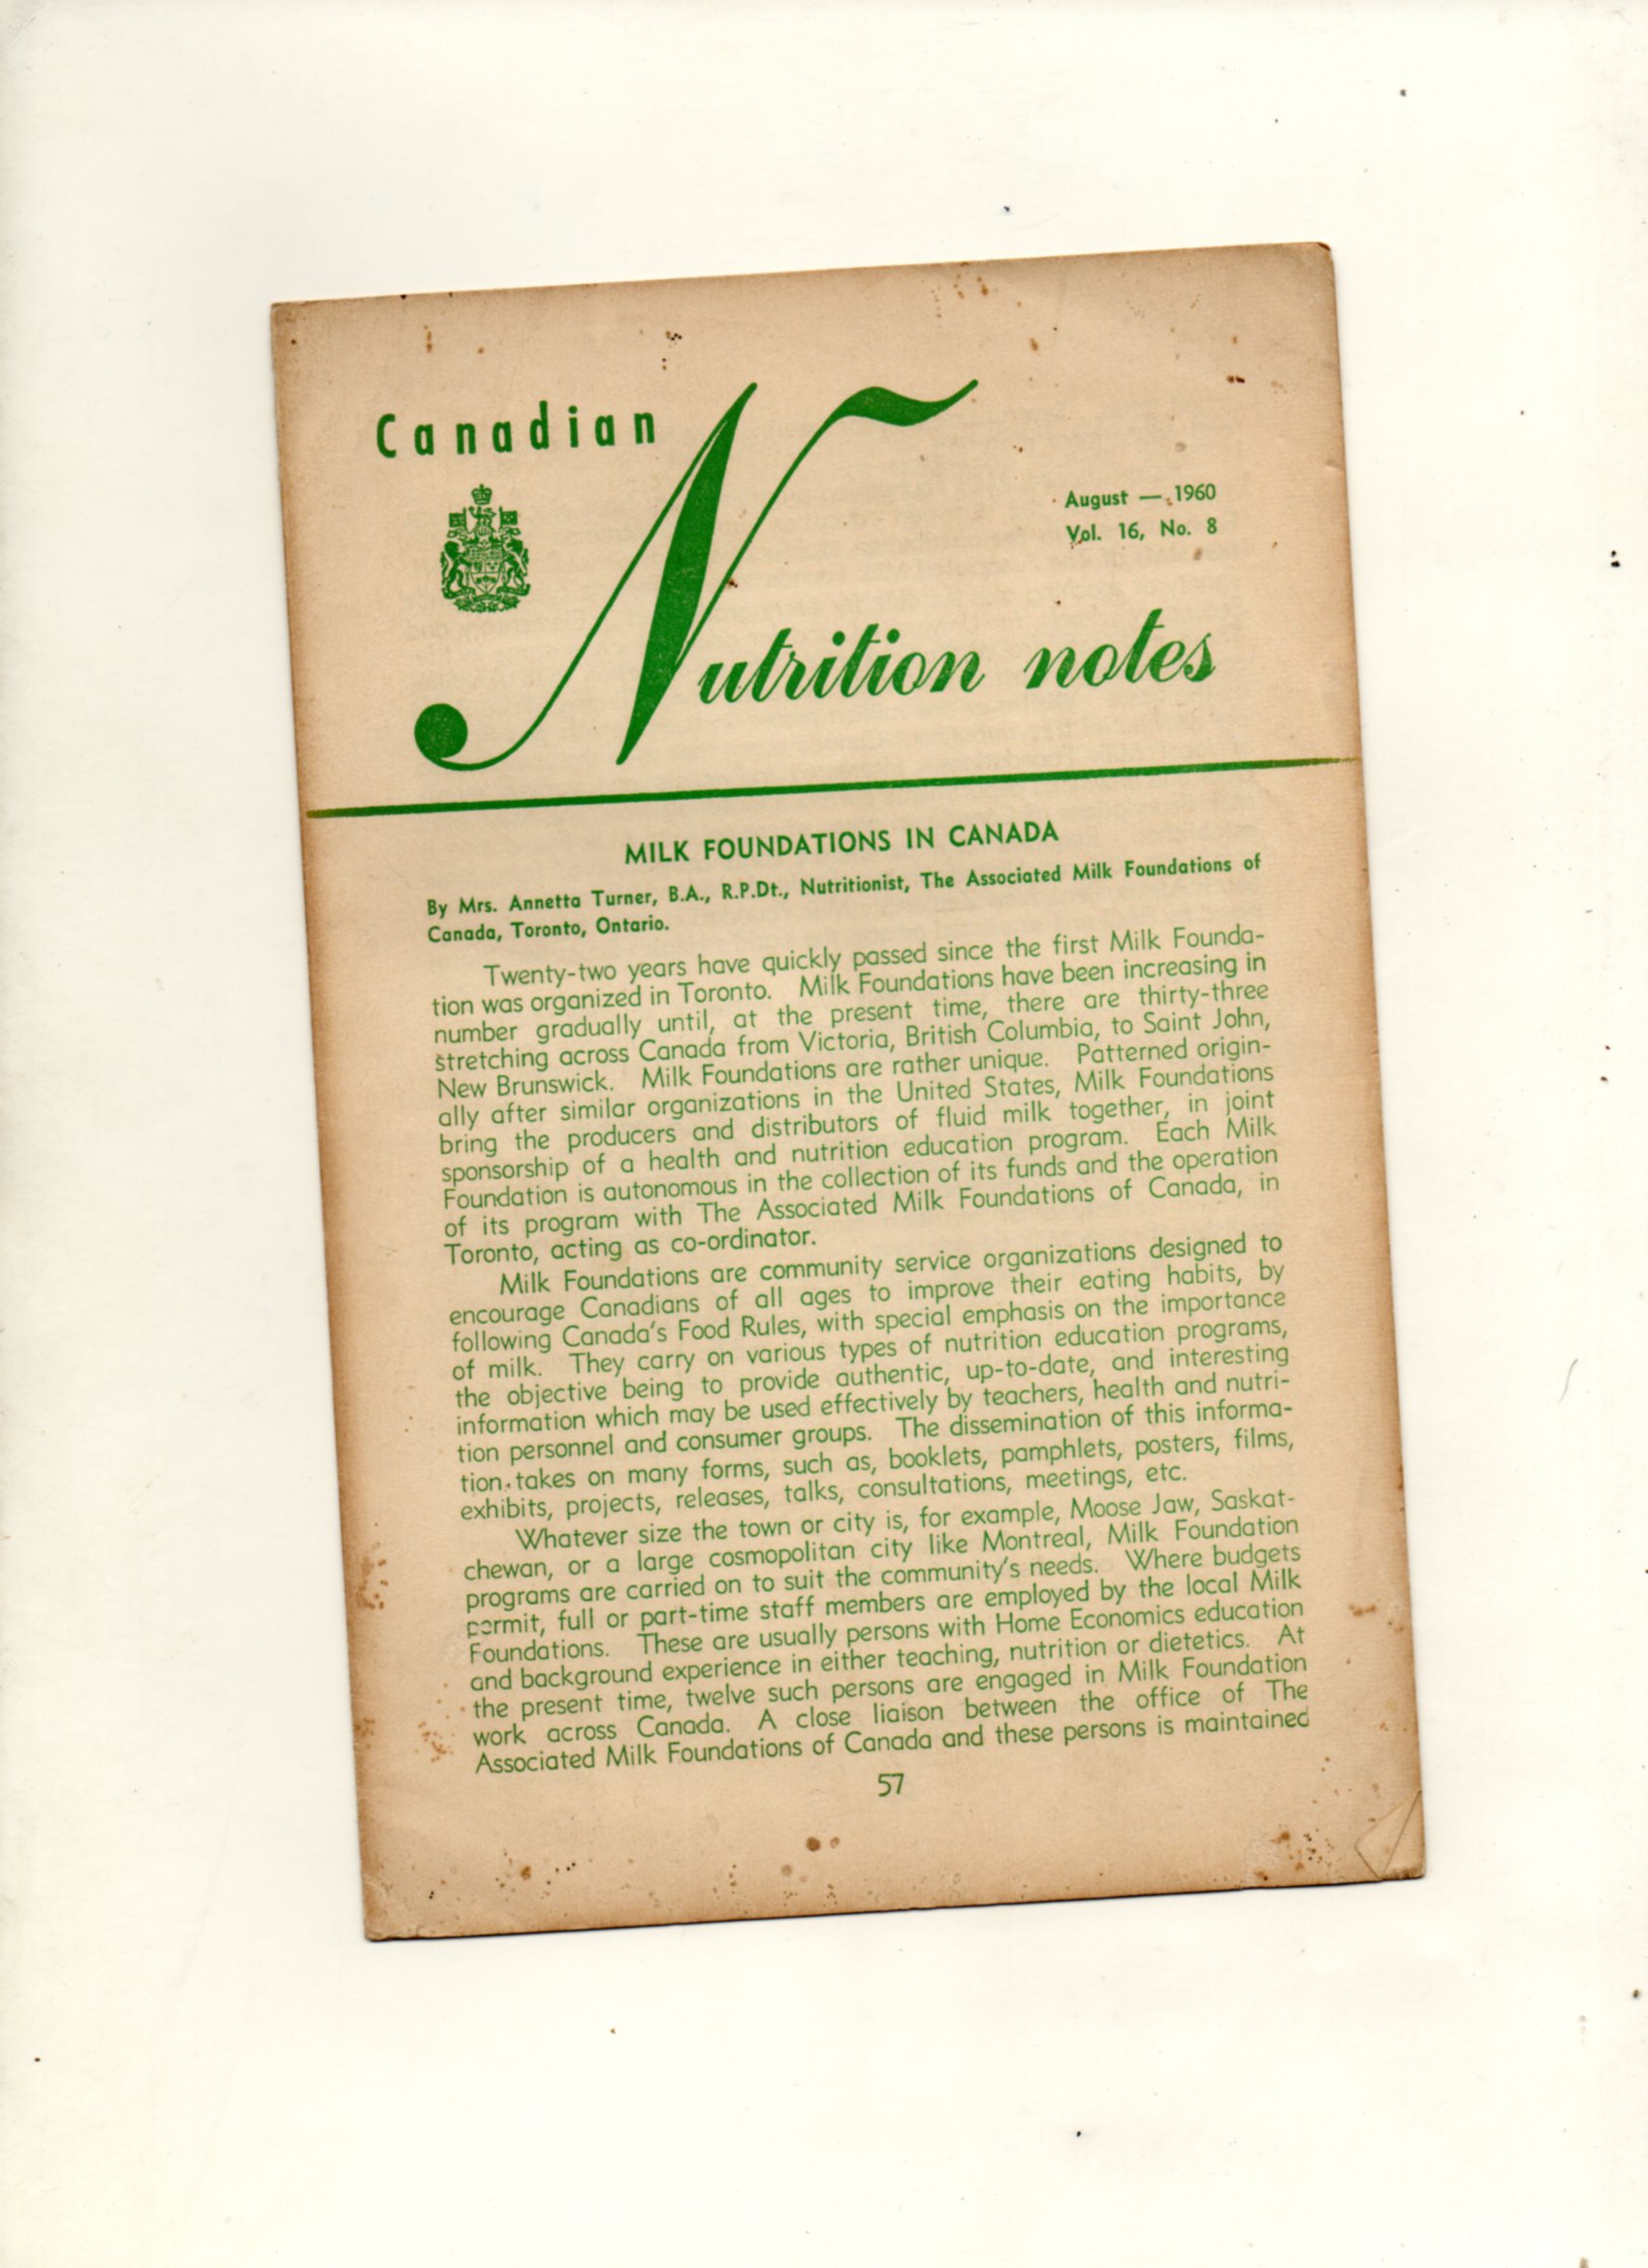 Canadian
Nutrition notes
August — 1960
Vol. 16, No. 8
MILK FOUNDATIONS IN CANADA
By Mrs. Annetta Turner, B.A., R.P.Dt., Nutritionist, The Associated Milk Foundations of
Canada, Toronto, Ontario.
Twenty-two years have quickly passed since the first Milk Founda-
tion was organized in Toronto. Milk Foundations have been increasing in
number gradually until, at the present time, there are thirty-three
stretching across Canada from Victoria, British Columbia, to Saint John,
New Brunswick. Milk Foundations are rather unique. Patterned origin-
ally after similar organizations in the United States, Milk Foundations
bring the producers and distributors of fluid milk together, in joint
sponsorship of a health and nutrition education program. Each Milk
Foundation is autonomous in the collection of its funds and the operation
of its program with The Associated Milk Foundations of Canada, in
Toronto, acting as co-ordinator.
Milk Foundations are community service organizations designed to
encourage Canadians of all ages to improve their eating habits, by
following Canada's Food Rules, with special emphasis on the importance
of milk. They carry on various types of nutrition education programs,
the objective being to provide authentic, up-to-date, and interesting
information which may be used effectively by teachers, health and nutri-
tion personnel and consumer groups. The dissemination of this informa-
tion takes on many forms, such as, booklets, pamphlets, posters, films,
exhibits, projects, releases, talks, consultations, meetings, etc.
Whatever size the town or city is, for example, Moose Jaw, Saskat-
chewan, or a large cosmopolitan city like Montreal, Milk Foundation
programs are carried on to suit the community's needs. Where budgets
permit, full or part-time staff members are employed by the local Milk
Foundations. These are usually persons with Home Economics education
and background experience in either teaching, nutrition or dietetics. At
the present time, twelve such persons are engaged in Milk Foundation
work across Canada. A close liaison between the office of The
Associated Milk Foundations of Canada and these persons is maintained
57